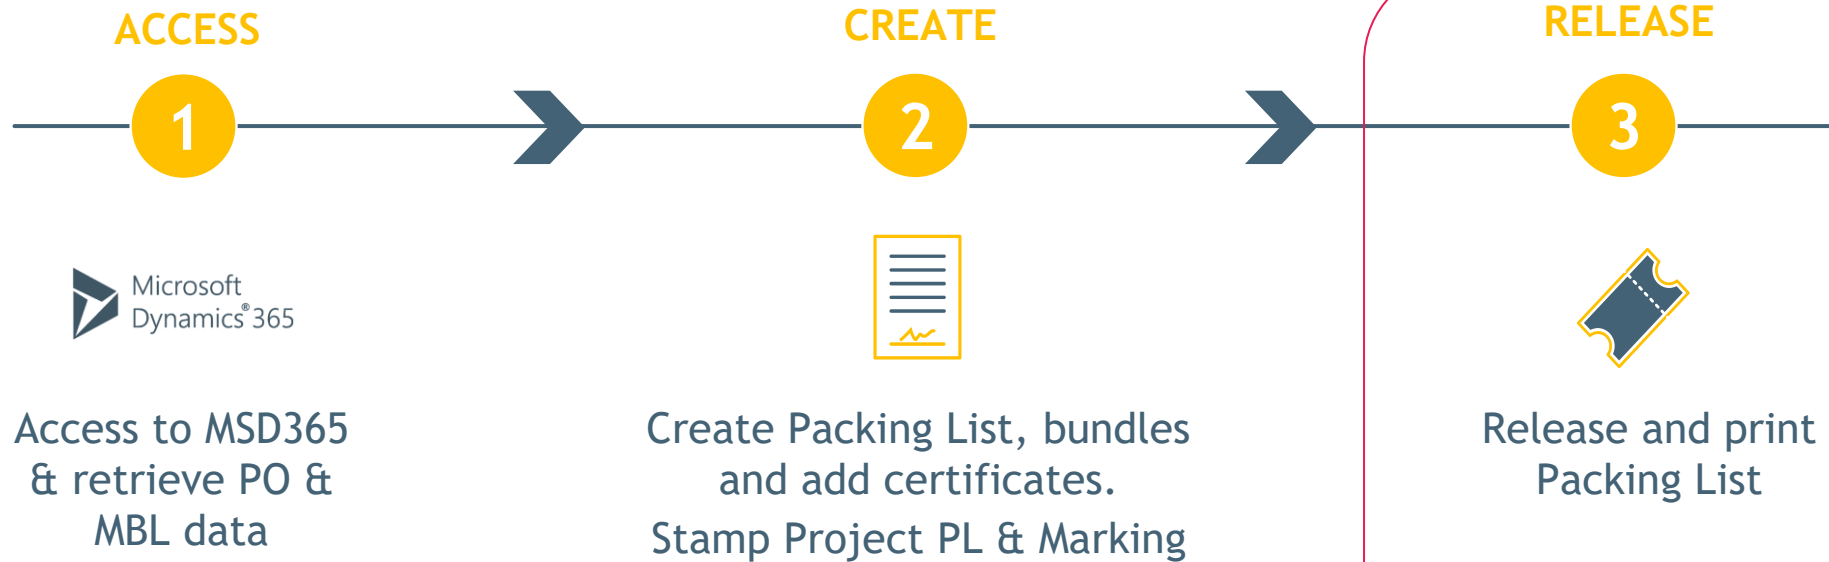 ACCESS
1
Microsoft
Dynamics® 365
Access to MSD365
& retrieve PO &
MBL data
CREATE
2
Create Packing List, bundles
and add certificates.
Stamp Project PL & Marking
RELEASE
3
Release and print
Packing List